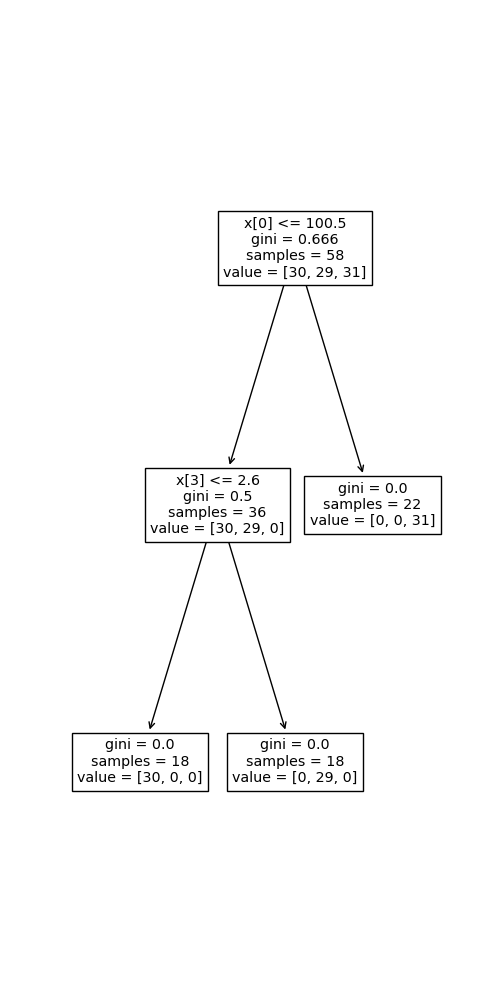 x[0] <= 100.5
gini = 0.666
samples = 58
value = [30, 29, 31]
x[3] <= 2.6
gini = 0.5
samples = 36
value = [30, 29, 0]
gini = 0.0
samples = 22
value = [0, 0, 31]
gini = 0.0
samples = 18
value = [30, 0, 0]
gini = 0.0
samples = 18
value = [0, 29, 0]